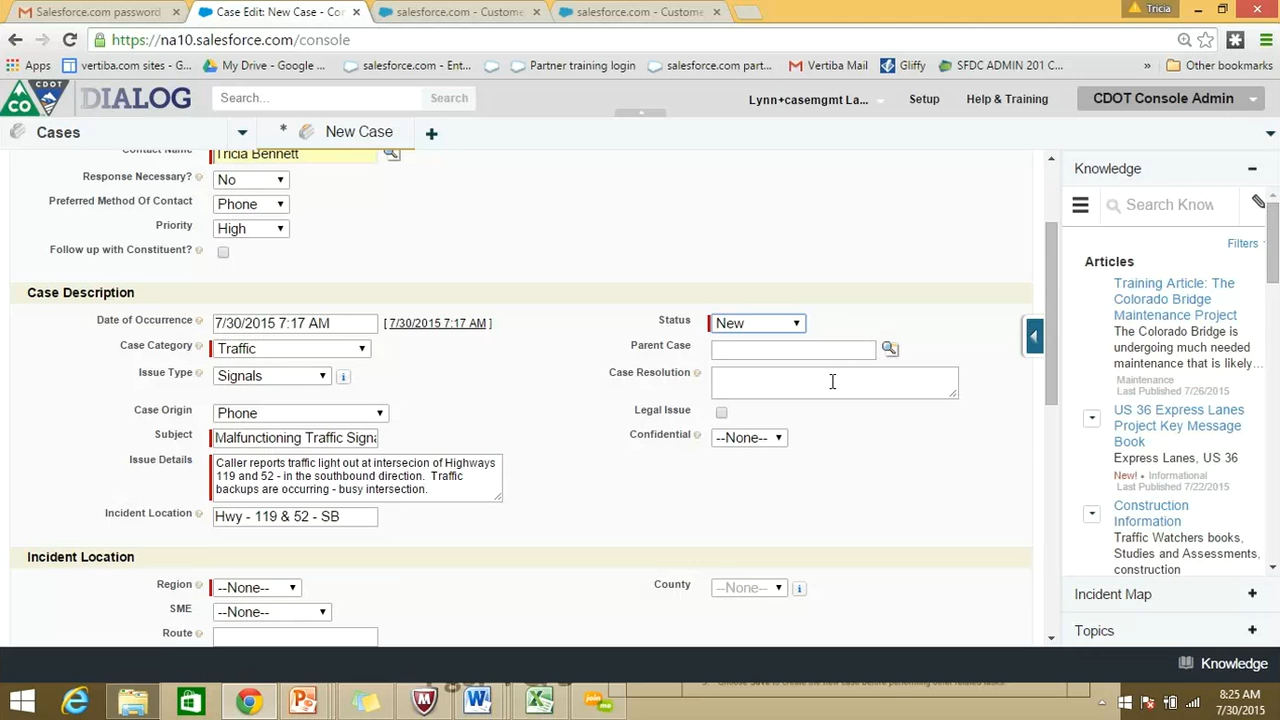 Salesforce.com password
Case Edit: New Case - Cor
salesforce.com - Custome
salesforce.com - Custome
Tricia
https://na10.salesforce.com/console
Apps
vertiba.com sites - G...
My Drive - Google ...
salesforce.com - Ent...
Partner training login
salesforce.com part...
Vertiba Mail
Gliffy
SFDC ADMIN 201 C...
»
Other bookmarks
CO
CDOT
DIALOG
Search...
Search
Lynn+casemgmt La...
Setup
Help & Training
CDOT Console Admin
Cases
* New Case
Contact Name Tricia Bennett
Response Necessary? No
Preferred Method Of Contact Phone
Priority High
Follow up with Constituent?
Case Description
Date of Occurrence 7/30/2015 7:17 AM [ 7/30/2015 7:17 AM ]
Case Category Traffic
Issue Type Signals
Case Origin Phone
Subject Malfunctioning Traffic Signa
Issue Details Caller reports traffic light out at intersecion of Highways
119 and 52 - in the southbound direction. Traffic
backups are occurring - busy intersection.
Incident Location Hwy - 119 & 52 - SB
Status New
Parent Case
Case Resolution
Legal Issue
Confidential --None--
Incident Location
Region --None--
SME --None--
Route
County --None--
Knowledge
Search Know
Filters
Articles
Training Article: The
Colorado Bridge
Maintenance Project
The Colorado Bridge is
undergoing much needed
maintenance that is likely...
Maintenance
Last Published 7/26/2015
US 36 Express Lanes
Project Key Message
Book
Express Lanes, US 36
New! • Informational
Last Published 7/22/2015
Construction
Information
Traffic Watchers books,
Studies and Assessments,
construction
Incident Map
Topics
Knowledge
8:25 AM
7/30/2015